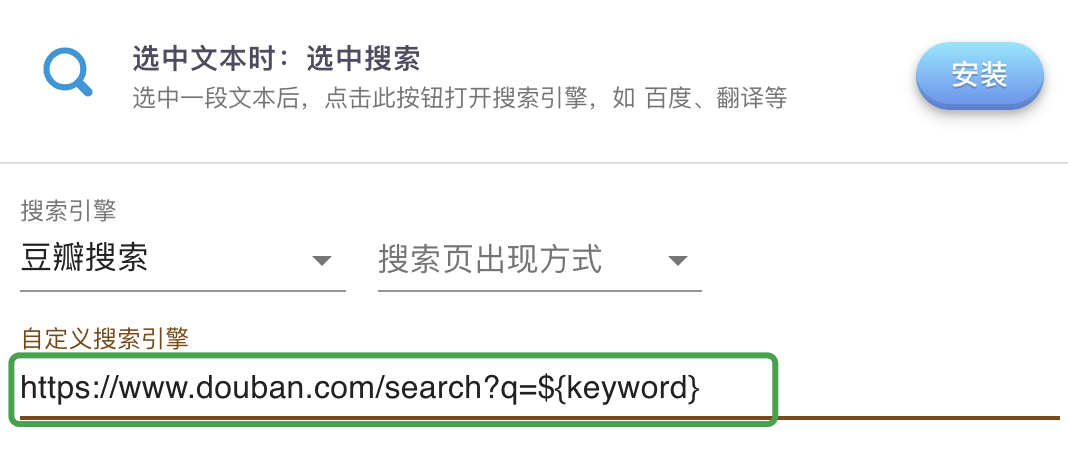 选中文本时：选中搜索
选中一段文本后，点击此按钮打开搜索引擎，如 百度、翻译等
安装
搜索引擎
豆瓣搜索
搜索页出现方式
自定义搜索引擎
https://www.douban.com/search?q=${keyword}